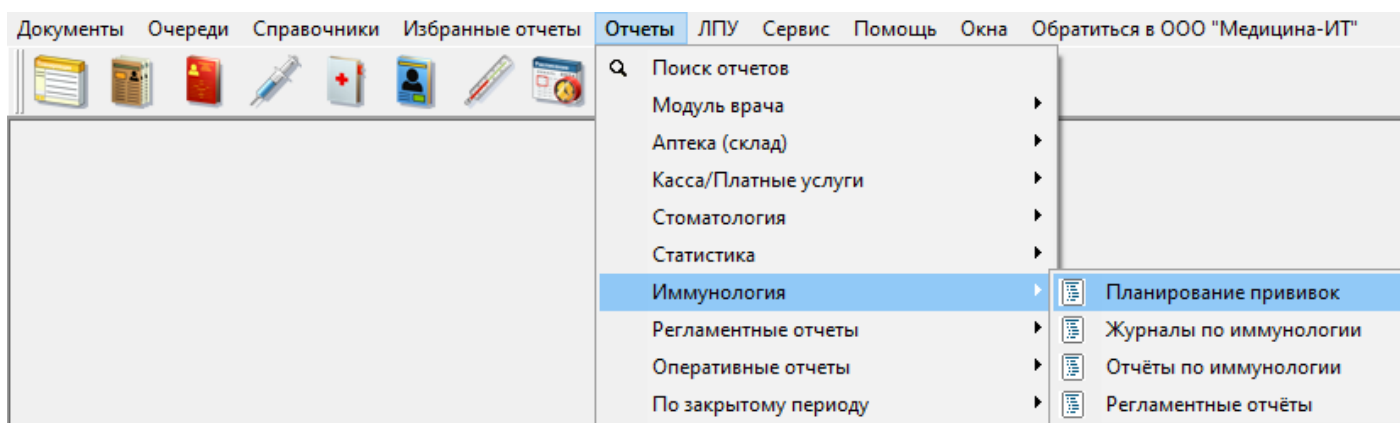 Документы Очереди Справочники Избранные отчеты Отчеты ЛПУ Сервис Помощь Окна Обратиться в ООО "Медицина-ИТ"
Поиск отчетов
Модуль врача
Аптека (склад)
Касса/Платные услуги
Стоматология
Статистика
Иммунология
Регламентные отчеты
Оперативные отчеты
По закрытому периоду
Планирование прививок
Журналы по иммунологии
Отчёты по иммунологии
Регламентные отчёты